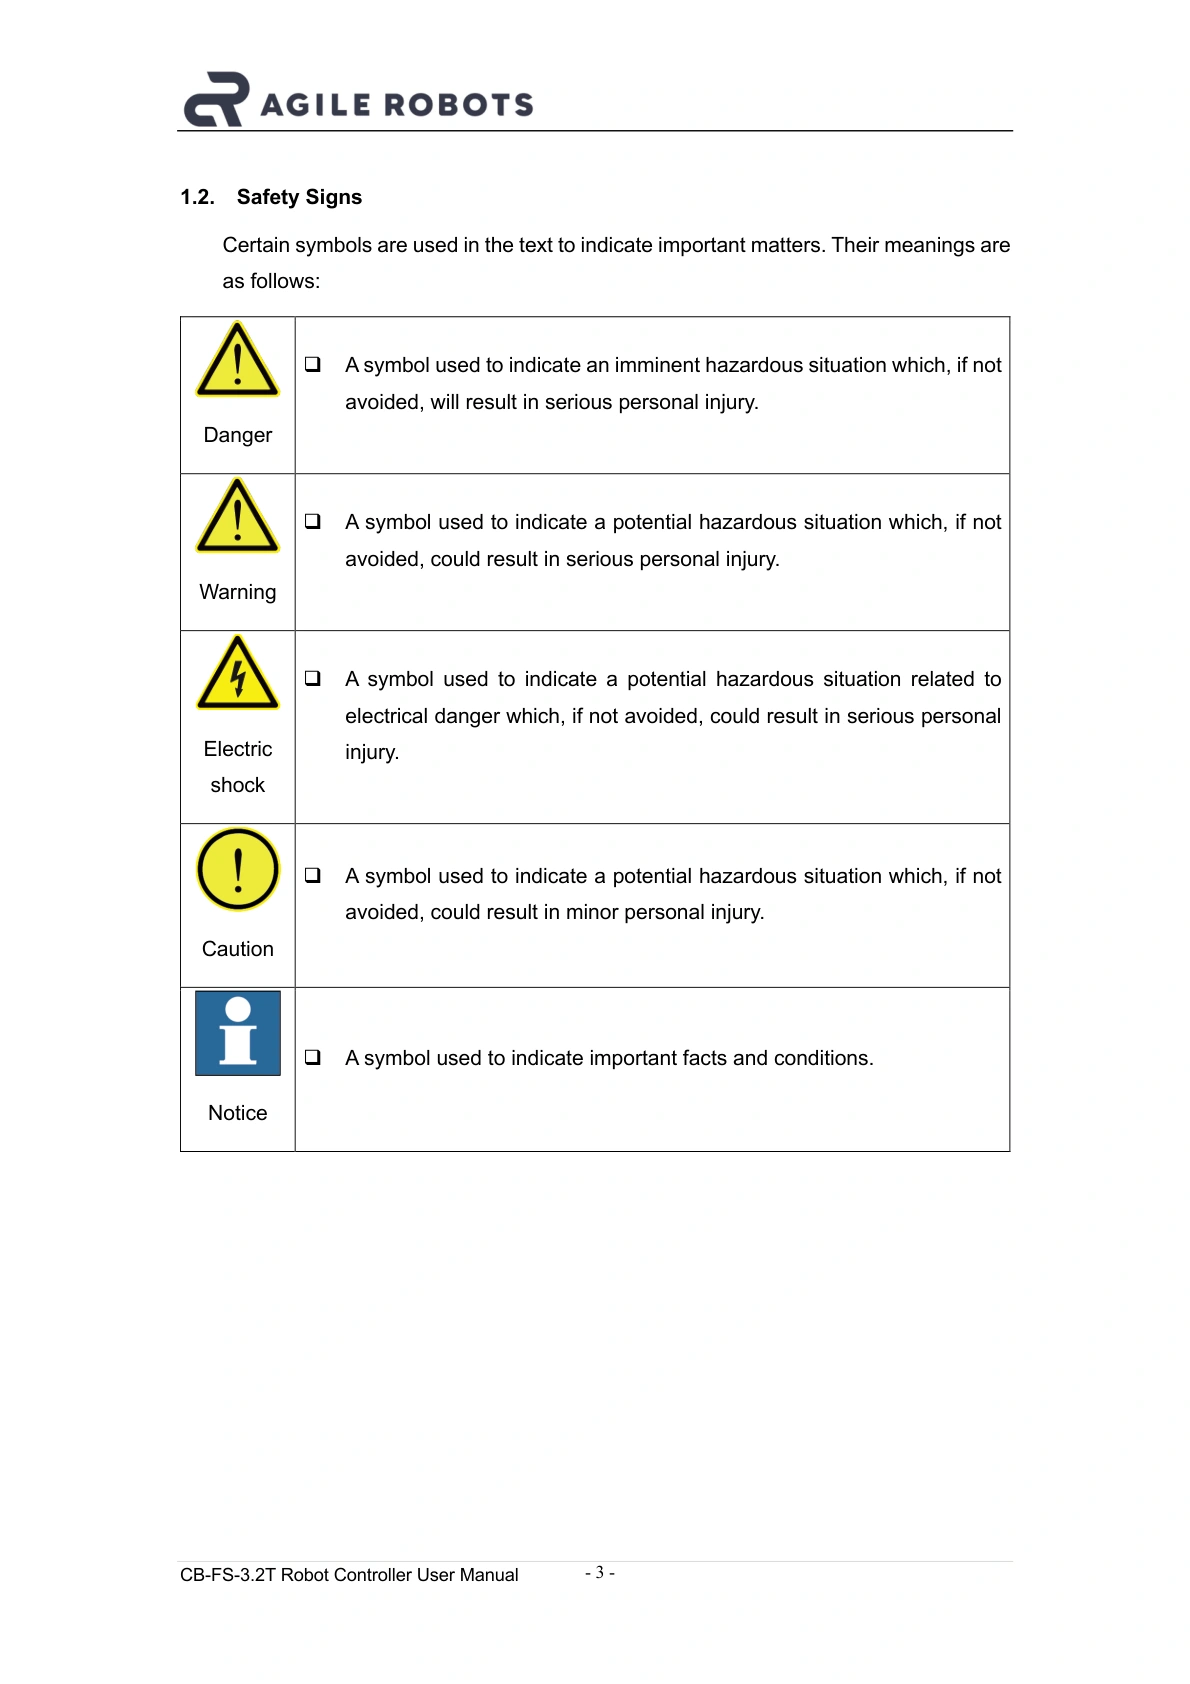 AGILE ROBOTS
1.2. Safety Signs
Certain symbols are used in the text to indicate important matters. Their meanings are
as follows:
Danger
❑ A symbol used to indicate an imminent hazardous situation which, if not
avoided, will result in serious personal injury.
Warning
❑ A symbol used to indicate a potential hazardous situation which, if not
avoided, could result in serious personal injury.
Electric
shock
❑ A symbol used to indicate a potential hazardous situation related to
electrical danger which, if not avoided, could result in serious personal
injury.
Caution
❑ A symbol used to indicate a potential hazardous situation which, if not
avoided, could result in minor personal injury.
Notice
❑ A symbol used to indicate important facts and conditions.
CB-FS-3.2T Robot Controller User Manual - 3 -